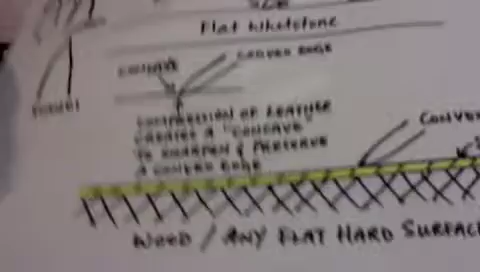 Flat Whetstone
CONVEX EDGE
CONCAVE
CONVEX
COMPRESSION OF LEATHER
CREATES A "CONCAVE"
TO SHARPEN & PRESERVE
A CONVEX EDGE
CONVEX
WOOD / ANY FLAT HARD SURFACE